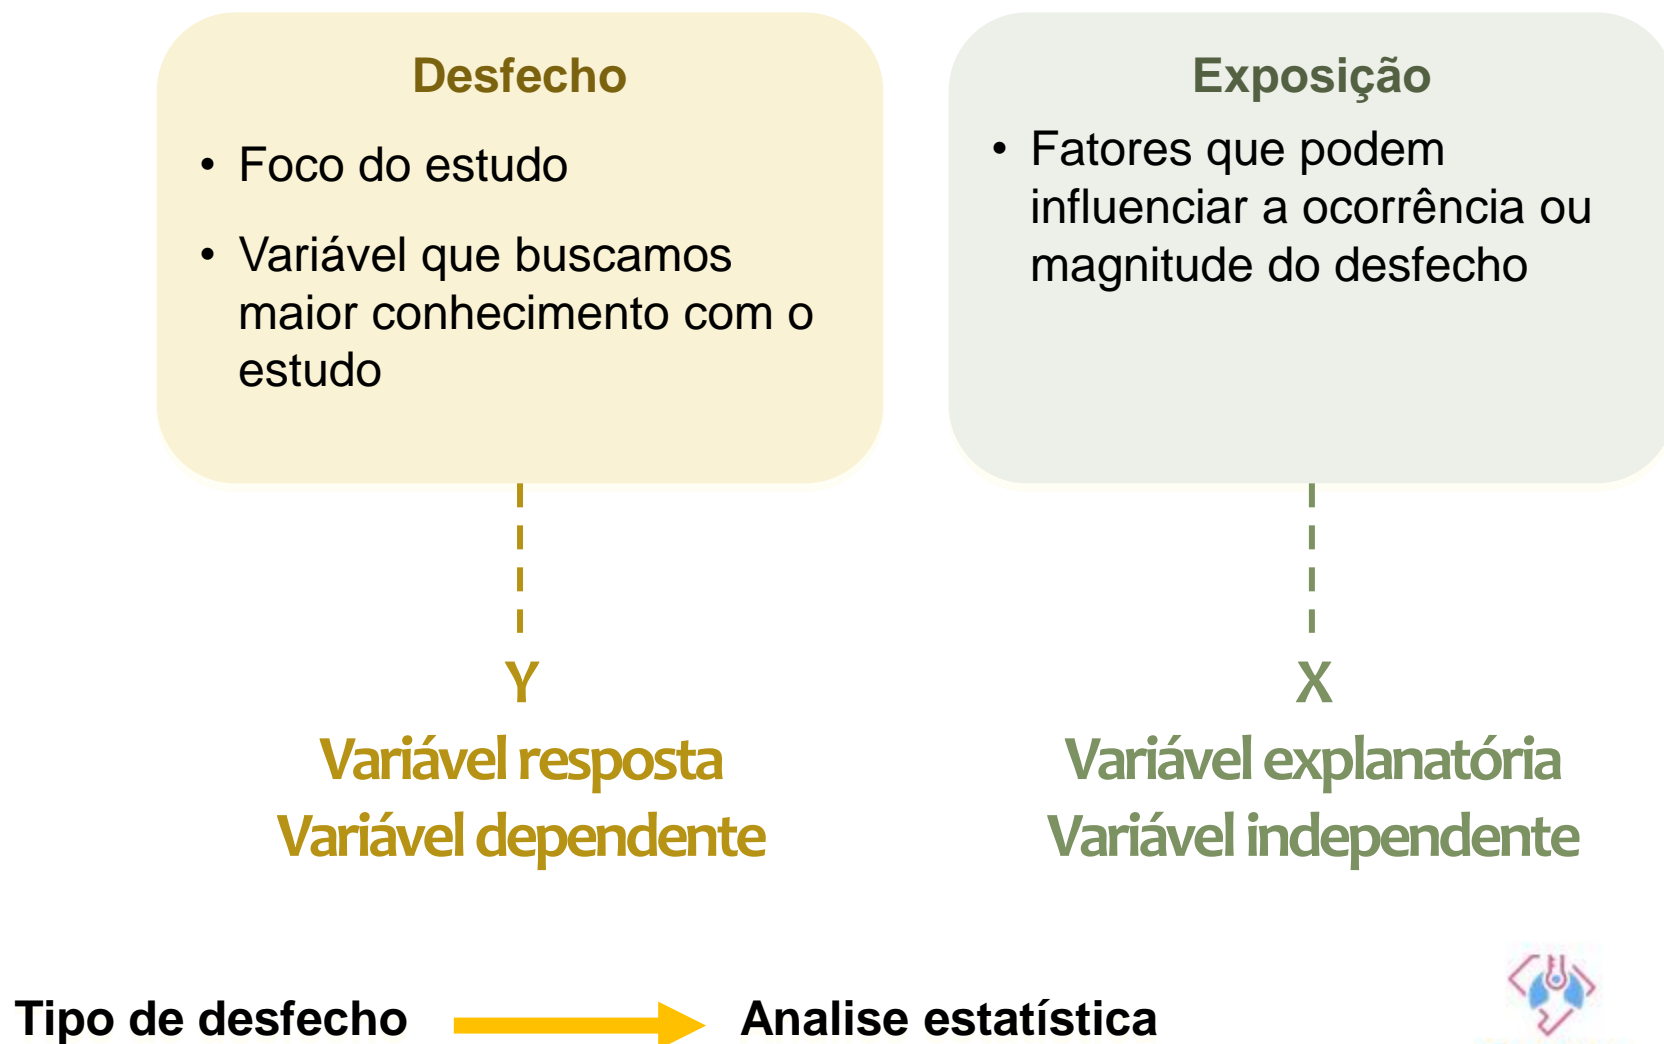 Desfecho
• Foco do estudo
• Variável que buscamos
maior conhecimento com o
estudo
Exposição
• Fatores que podem
influenciar a ocorrência ou
magnitude do desfecho
Y
Variável resposta
Variável dependente
X
Variável explanatória
Variável independente
Tipo de desfecho
Analise estatística